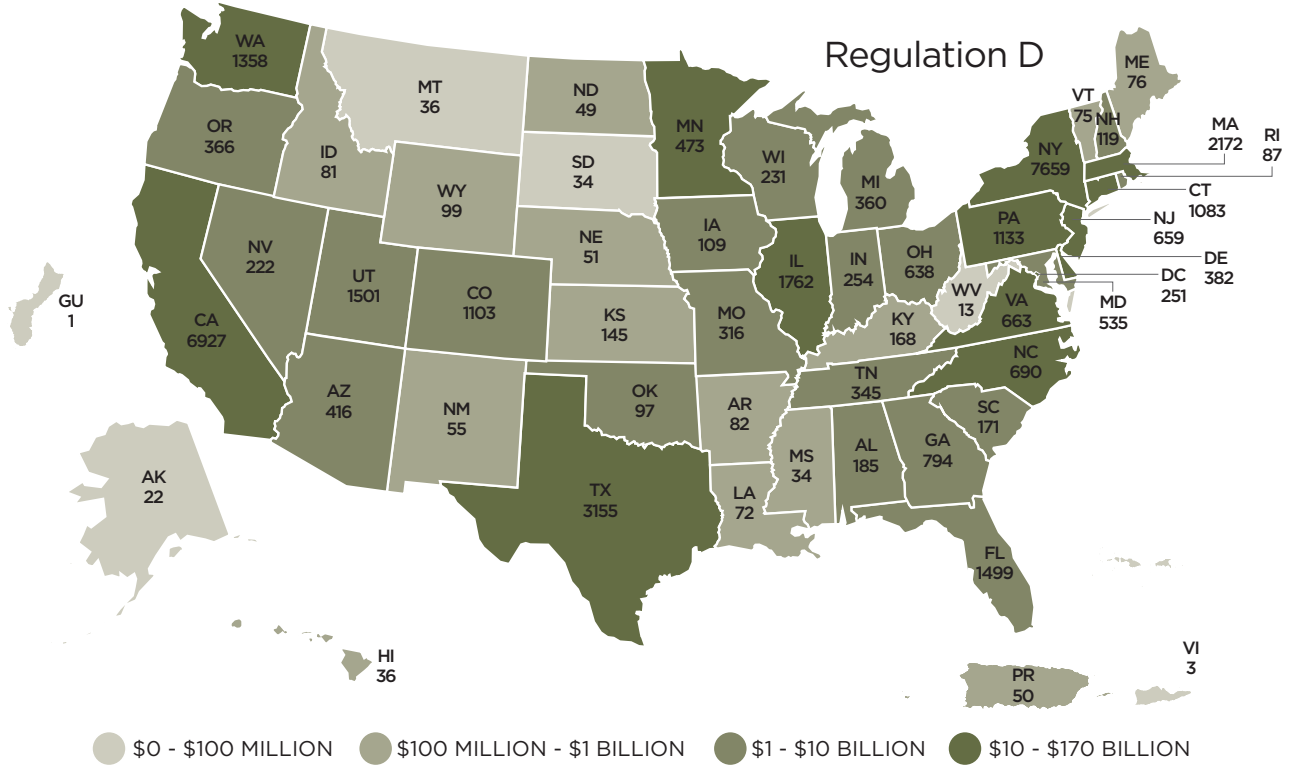 Regulation D
WA
1358
MT
36
ND
49
MN
473
ME
76
VT
75
NH
119
MA
2172
RI
87
OR
366
ID
81
SD
34
WI
231
MI
360
NY
7659
CT
1083
WY
99
NE
51
IA
109
PA
1133
NJ
659
NV
222
UT
1501
CO
1103
IL
1762
IN
254
OH
638
DE
382
DC
251
MD
535
GU
1
CA
6927
KS
145
MO
316
KY
168
WV
13
VA
663
AZ
416
NM
55
OK
97
AR
82
TN
345
NC
690
SC
171
AK
22
TX
3155
LA
72
MS
34
AL
185
GA
794
FL
1499
HI
36
PR
50
VI
3
$0 - $100 MILLION
$100 MILLION - $1 BILLION
$1 - $10 BILLION
$10 - $170 BILLION